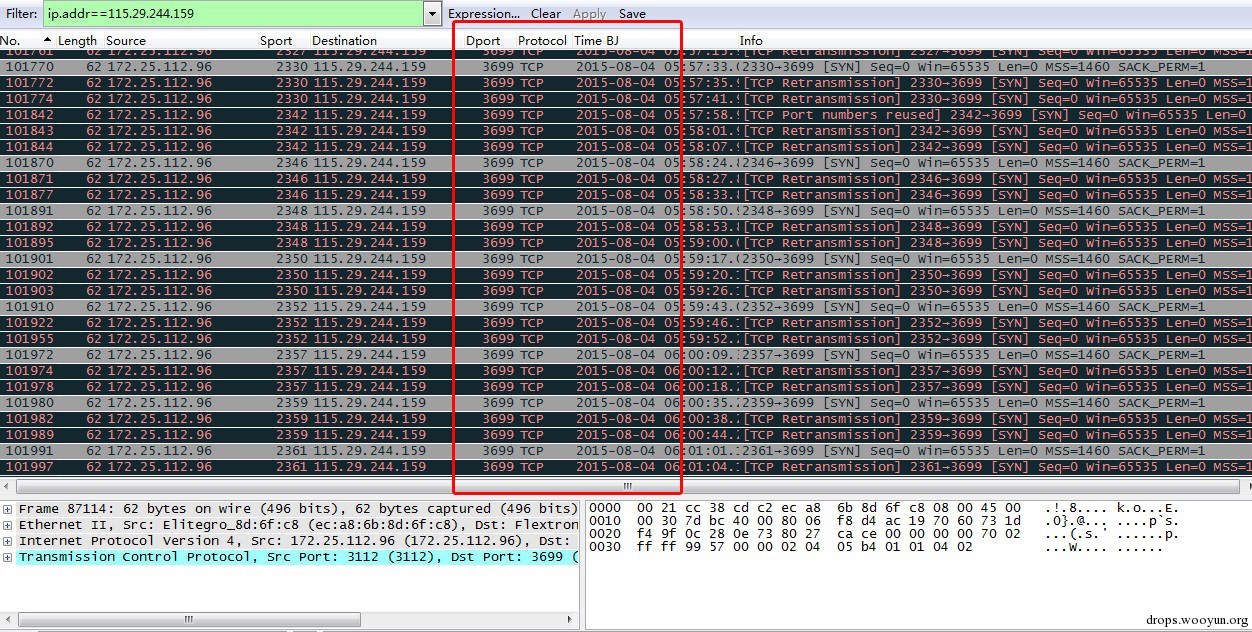 Filter: ip.addr==115.29.244.159 Expression... Clear Apply Save
No. Length Source Sport Destination Dport Protocol Time BJ Info
101761 62 172.25.112.96 2327 115.29.244.159 3699 TCP 2015-08-04 05:57:15.9 [TCP Retransmission] 2327→3699 [SYN] Seq=0 Win=65535 Len=0 MSS=1
101770 62 172.25.112.96 2330 115.29.244.159 3699 TCP 2015-08-04 05:57:33.0 2330→3699 [SYN] Seq=0 Win=65535 Len=0 MSS=1460 SACK_PERM=1
101772 62 172.25.112.96 2330 115.29.244.159 3699 TCP 2015-08-04 05:57:35.9 [TCP Retransmission] 2330→3699 [SYN] Seq=0 Win=65535 Len=0 MSS=1
101774 62 172.25.112.96 2330 115.29.244.159 3699 TCP 2015-08-04 05:57:41.9 [TCP Retransmission] 2330→3699 [SYN] Seq=0 Win=65535 Len=0 MSS=1
101842 62 172.25.112.96 2342 115.29.244.159 3699 TCP 2015-08-04 05:57:58.9 [TCP Port numbers reused] 2342→3699 [SYN] Seq=0 Win=65535 Len=0
101843 62 172.25.112.96 2342 115.29.244.159 3699 TCP 2015-08-04 05:58:01.9 [TCP Retransmission] 2342→3699 [SYN] Seq=0 Win=65535 Len=0 MSS=1
101844 62 172.25.112.96 2342 115.29.244.159 3699 TCP 2015-08-04 05:58:07.9 [TCP Retransmission] 2342→3699 [SYN] Seq=0 Win=65535 Len=0 MSS=1
101870 62 172.25.112.96 2346 115.29.244.159 3699 TCP 2015-08-04 05:58:24.8 2346→3699 [SYN] Seq=0 Win=65535 Len=0 MSS=1460 SACK_PERM=1
101871 62 172.25.112.96 2346 115.29.244.159 3699 TCP 2015-08-04 05:58:27.8 [TCP Retransmission] 2346→3699 [SYN] Seq=0 Win=65535 Len=0 MSS=1
101877 62 172.25.112.96 2346 115.29.244.159 3699 TCP 2015-08-04 05:58:33.8 [TCP Retransmission] 2346→3699 [SYN] Seq=0 Win=65535 Len=0 MSS=1
101891 62 172.25.112.96 2348 115.29.244.159 3699 TCP 2015-08-04 05:58:50.9 2348→3699 [SYN] Seq=0 Win=65535 Len=0 MSS=1460 SACK_PERM=1
101892 62 172.25.112.96 2348 115.29.244.159 3699 TCP 2015-08-04 05:58:53.8 [TCP Retransmission] 2348→3699 [SYN] Seq=0 Win=65535 Len=0 MSS=1
101895 62 172.25.112.96 2348 115.29.244.159 3699 TCP 2015-08-04 05:59:00.0 [TCP Retransmission] 2348→3699 [SYN] Seq=0 Win=65535 Len=0 MSS=1
101901 62 172.25.112.96 2350 115.29.244.159 3699 TCP 2015-08-04 05:59:17.0 2350→3699 [SYN] Seq=0 Win=65535 Len=0 MSS=1460 SACK_PERM=1
101902 62 172.25.112.96 2350 115.29.244.159 3699 TCP 2015-08-04 05:59:20. [TCP Retransmission] 2350→3699 [SYN] Seq=0 Win=65535 Len=0 MSS=1
101903 62 172.25.112.96 2350 115.29.244.159 3699 TCP 2015-08-04 05:59:26. [TCP Retransmission] 2350→3699 [SYN] Seq=0 Win=65535 Len=0 MSS=1
101910 62 172.25.112.96 2352 115.29.244.159 3699 TCP 2015-08-04 05:59:43.0 2352→3699 [SYN] Seq=0 Win=65535 Len=0 MSS=1460 SACK_PERM=1
101922 62 172.25.112.96 2352 115.29.244.159 3699 TCP 2015-08-04 05:59:46. [TCP Retransmission] 2352→3699 [SYN] Seq=0 Win=65535 Len=0 MSS=1
101955 62 172.25.112.96 2352 115.29.244.159 3699 TCP 2015-08-04 05:59:52. [TCP Retransmission] 2352→3699 [SYN] Seq=0 Win=65535 Len=0 MSS=1
101972 62 172.25.112.96 2357 115.29.244.159 3699 TCP 2015-08-04 06:00:09. 2357→3699 [SYN] Seq=0 Win=65535 Len=0 MSS=1460 SACK_PERM=1
101974 62 172.25.112.96 2357 115.29.244.159 3699 TCP 2015-08-04 06:00:12. [TCP Retransmission] 2357→3699 [SYN] Seq=0 Win=65535 Len=0 MSS=1
101978 62 172.25.112.96 2357 115.29.244.159 3699 TCP 2015-08-04 06:00:18. [TCP Retransmission] 2357→3699 [SYN] Seq=0 Win=65535 Len=0 MSS=1
101980 62 172.25.112.96 2359 115.29.244.159 3699 TCP 2015-08-04 06:00:35. 2359→3699 [SYN] Seq=0 Win=65535 Len=0 MSS=1460 SACK_PERM=1
101982 62 172.25.112.96 2359 115.29.244.159 3699 TCP 2015-08-04 06:00:38. [TCP Retransmission] 2359→3699 [SYN] Seq=0 Win=65535 Len=0 MSS=1
101989 62 172.25.112.96 2359 115.29.244.159 3699 TCP 2015-08-04 06:00:44. [TCP Retransmission] 2359→3699 [SYN] Seq=0 Win=65535 Len=0 MSS=1
101991 62 172.25.112.96 2361 115.29.244.159 3699 TCP 2015-08-04 06:01:01. 2361→3699 [SYN] Seq=0 Win=65535 Len=0 MSS=1460 SACK_PERM=1
101997 62 172.25.112.96 2361 115.29.244.159 3699 TCP 2015-08-04 06:01:04. [TCP Retransmission] 2361→3699 [SYN] Seq=0 Win=65535 Len=0 MSS=1
Frame 87114: 62 bytes on wire (496 bits), 62 bytes captured (496 bits)
Ethernet II, Src: Elitegro_8d:6f:c8 (ec:a8:6b:8d:6f:c8), Dst: Flextron
Internet Protocol Version 4, Src: 172.25.112.96 (172.25.112.96), Dst:
Transmission Control Protocol, Src Port: 3112 (3112), Dst Port: 3699 (
0000 00 21 cc 38 cd c2 ec a8 6b 8d 6f c8 08 00 45 00 .!.8.... k.o...E.
0010 00 30 7d bc 40 00 80 06 f8 d4 ac 19 70 60 73 1d .0}.@... ....p`s.
0020 f4 9f 0c 28 0e 73 80 27 ca ce 00 00 00 00 70 02 ...(.s.' ......p.
0030 ff ff 99 57 00 00 02 04 05 b4 01 01 04 02 ...W.... ......
drops.wooyun.org